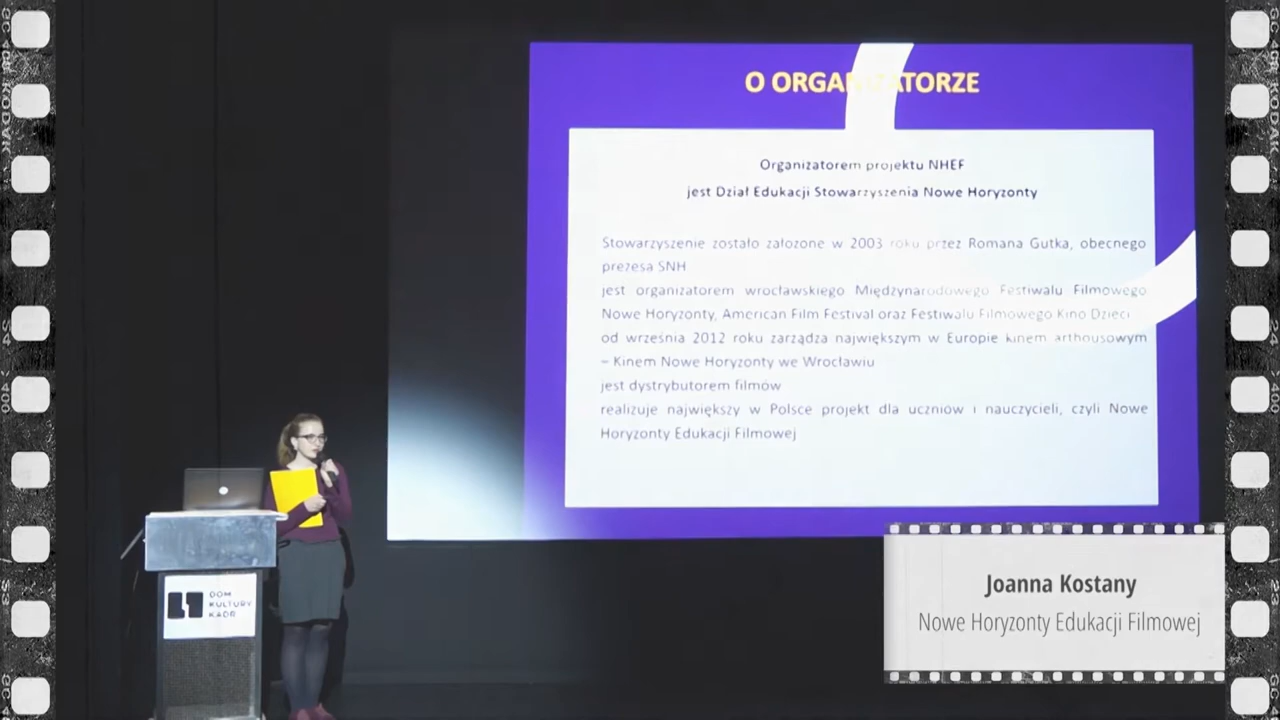 O ORGANIZATORZE
Organizatorem projektu NHEF
jest Dział Edukacji Stowarzyszenia Nowe Horyzonty
Stowarzyszenie zostało założone w 2003 roku przez Romana Gutka, obecnego
prezesa SNH
jest organizatorem wrocławskiego Międzynarodowego Festiwalu Filmowego
Nowe Horyzonty, American Film Festival oraz Festiwalu Filmowego Kino Dzieci
od września 2012 roku zarządza największym w Europie kinem arthousowym
– Kinem Nowe Horyzonty we Wrocławiu
jest dystrybutorem filmów
realizuje największy w Polsce projekt dla uczniów i nauczycieli, czyli Nowe
Horyzonty Edukacji Filmowej
DOM
KULTURY
KADR
Joanna Kostany
Nowe Horyzonty Edukacji Filmowej